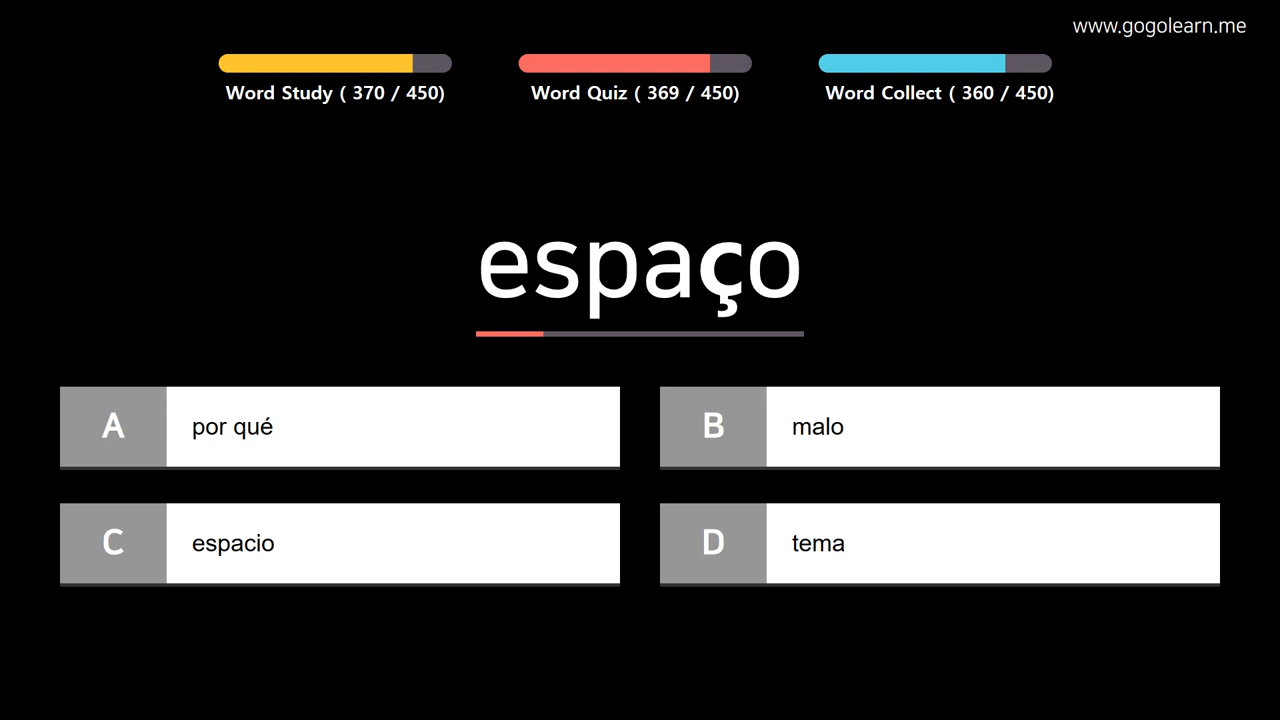 www.gogolearn.me
Word Study ( 370 / 450)
Word Quiz ( 369 / 450)
Word Collect ( 360 / 450)
espaço
A por qué
B malo
C espacio
D tema